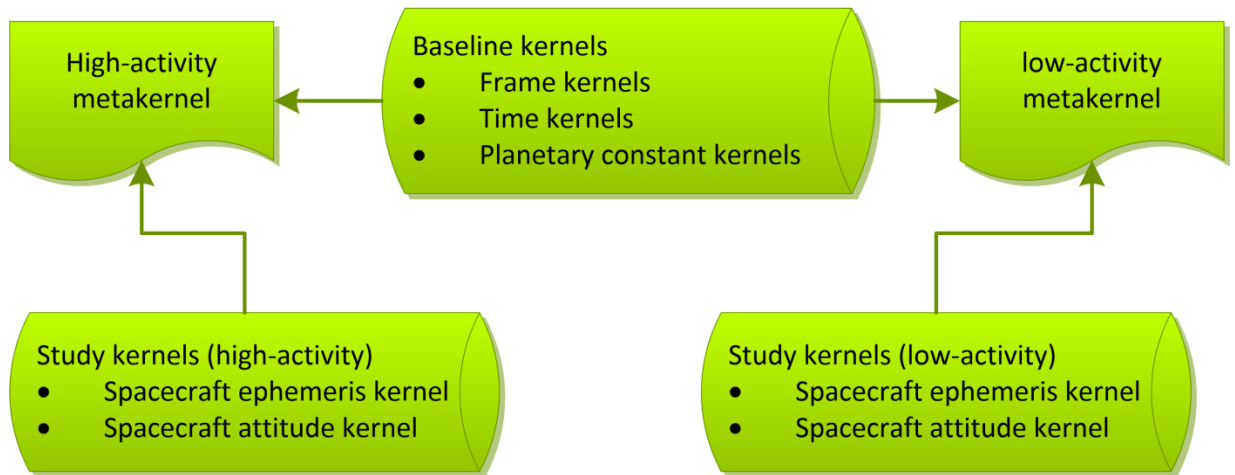 High-activity
metakernel
Baseline kernels
• Frame kernels
• Time kernels
• Planetary constant kernels
low-activity
metakernel
Study kernels (high-activity)
• Spacecraft ephemeris kernel
• Spacecraft attitude kernel
Study kernels (low-activity)
• Spacecraft ephemeris kernel
• Spacecraft attitude kernel